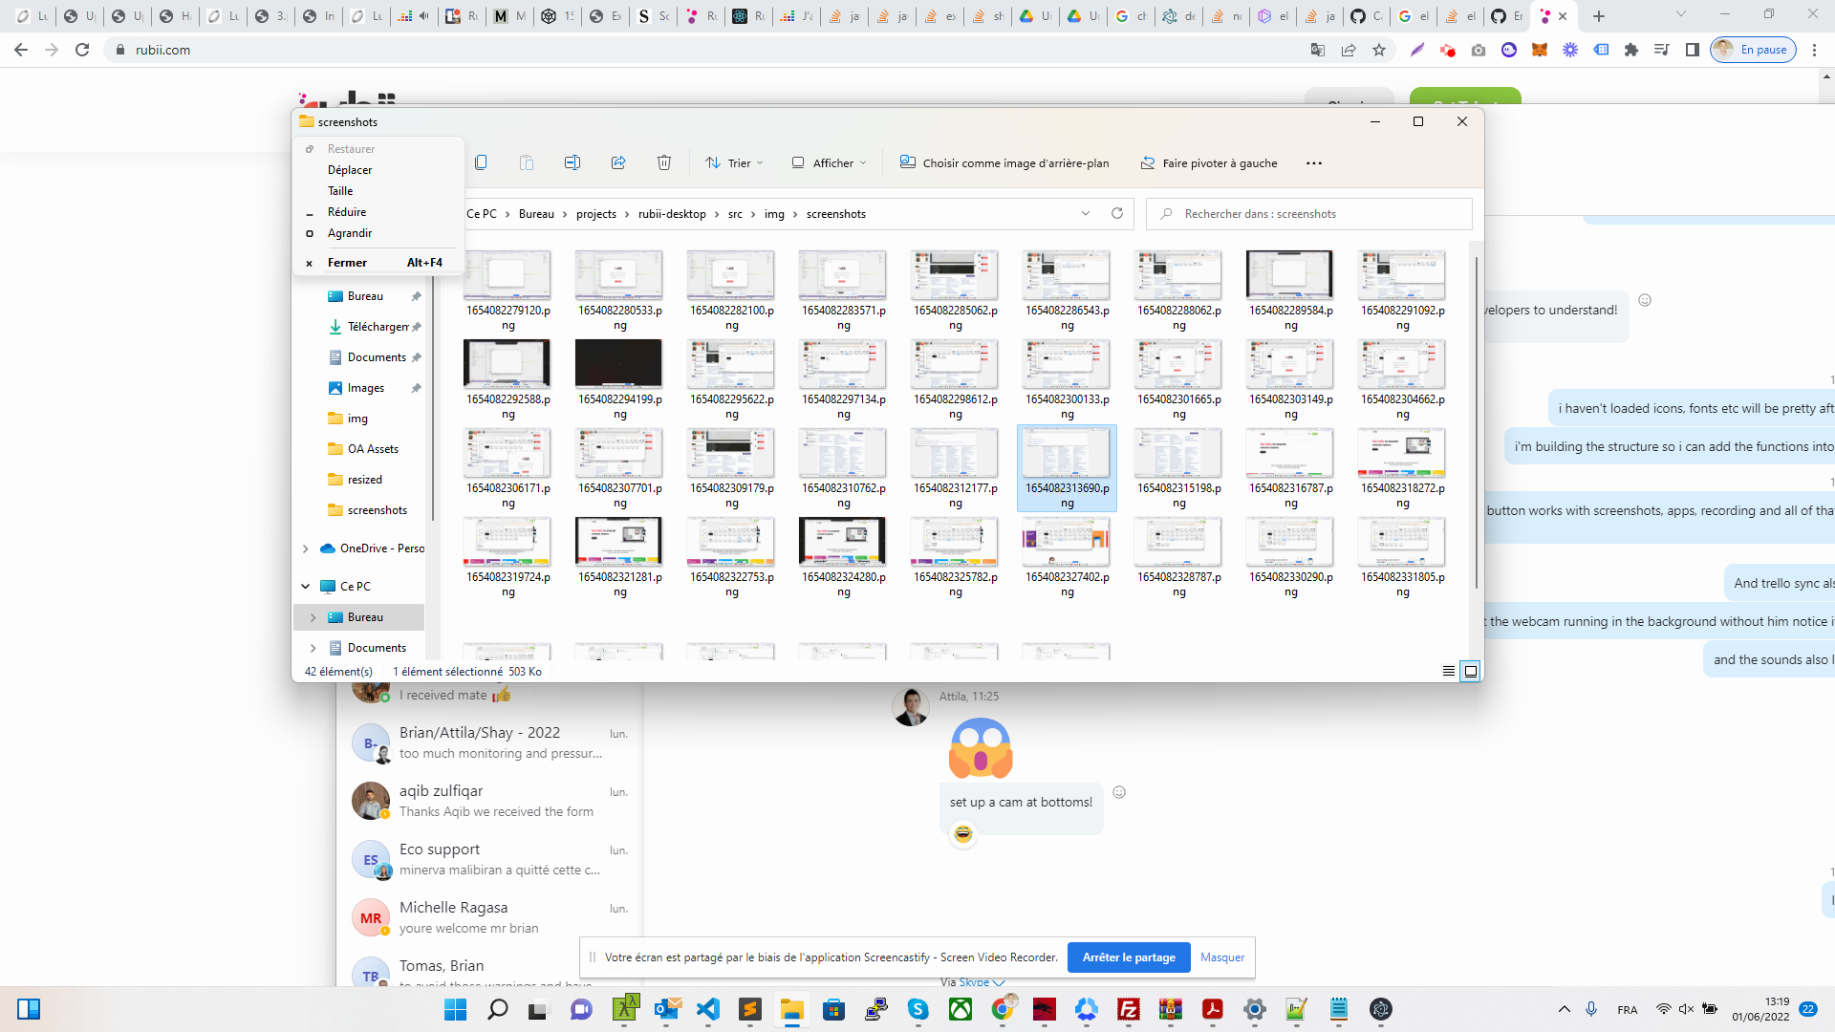 rubii.com
En pause
screenshots
Restaurer
Déplacer
Taille
Réduire
Agrandir
Fermer Alt+F4
Trier
Afficher
Choisir comme image d'arrière-plan
Faire pivoter à gauche
Ce PC > Bureau > projects > rubii-desktop > src > img > screenshots
Rechercher dans : screenshots
Bureau
Téléchargem
Documents
Images
img
OA Assets
resized
screenshots
OneDrive - Perso
Ce PC
Bureau
Documents
1654082279120.png
1654082280533.png
1654082282100.png
1654082283571.png
1654082285062.png
1654082286543.png
1654082288062.png
1654082289584.png
1654082291092.png
1654082292588.png
1654082294199.png
1654082295622.png
1654082297134.png
1654082298612.png
1654082300133.png
1654082301665.png
1654082303149.png
1654082304662.png
1654082306171.png
1654082307701.png
1654082309179.png
1654082310762.png
1654082312177.png
1654082313690.png
1654082315198.png
1654082316787.png
1654082318272.png
1654082319724.png
1654082321281.png
1654082322753.png
1654082324280.png
1654082325782.png
1654082327402.png
1654082328787.png
1654082330290.png
1654082331805.png
42 élément(s) 1 élément sélectionné 503 Ko
velopers to understand!
i haven't loaded icons, fonts etc will be pretty aft
i'm building the structure so i can add the functions into
button works with screenshots, apps, recording and all of that
And trello sync als
t the webcam running in the background without him notice i
and the sounds also l
I received mate
Brian/Attila/Shay - 2022 lun.
too much monitoring and pressur...
aqib zulfiqar lun.
Thanks Aqib we received the form
ES
Eco support lun.
minerva malibiran a quitté cette c...
MR
Michelle Ragasa lun.
youre welcome mr brian
TB
Tomas, Brian
Attila, 11:25
set up a cam at bottoms!
Votre écran est partagé par le biais de l'application Screencastify - Screen Video Recorder.
Arrêter le partage
Masquer
Via Skype
FRA
13:19
01/06/2022
22